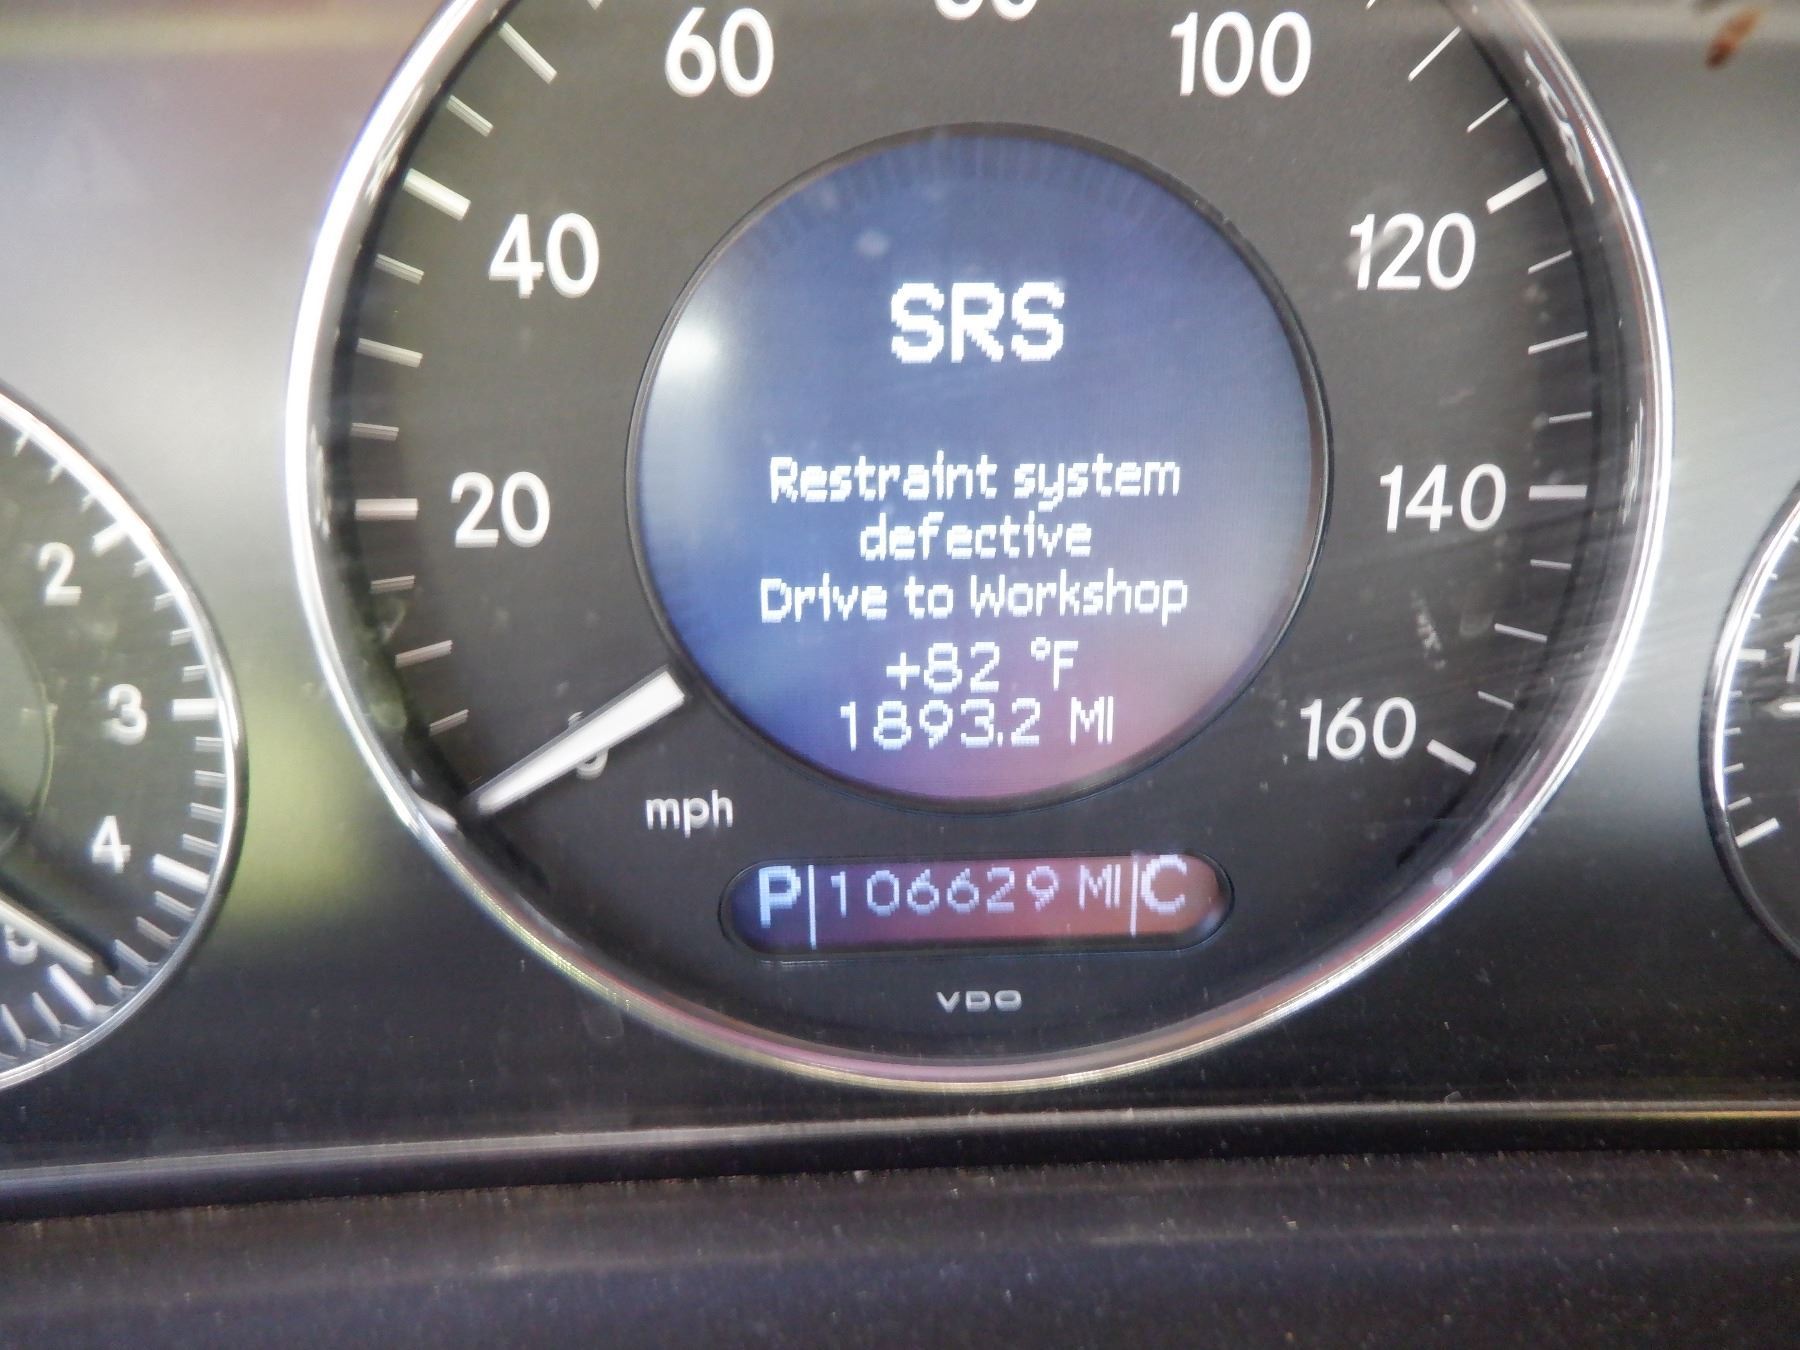 60
100
40
120
SRS
20
140
Restraint system
defective
Drive to Workshop
+82 °F
1893.2 MI
160
mph
P 106629 MI C
VDO
2
3
4